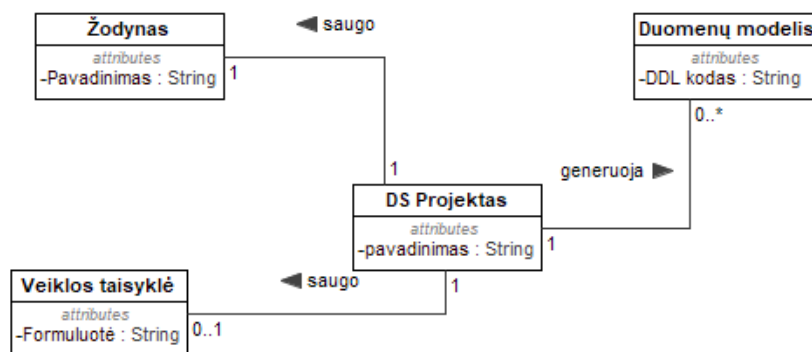 Žodynas
attributes
-Pavadinimas : String
1
◄ saugo
Duomenų modelis
attributes
-DDL kodas : String
0..*
generuoja ►
1
DS Projektas
attributes
-pavadinimas : String
1
1
◄ saugo
Veiklos taisyklė
attributes
-Formuluotė : String
0..1